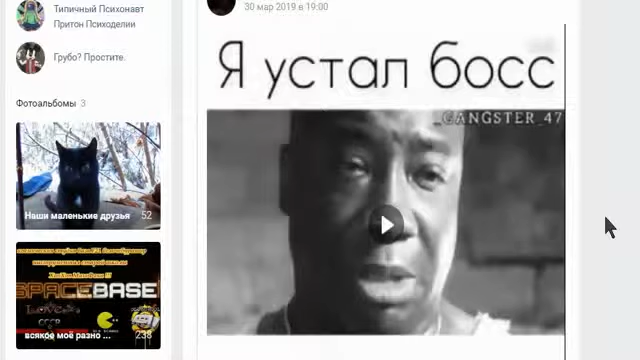 Типичный Психонавт
Притон Психоделии
Грубо? Простите.
Фотоальбомы 3
Наши маленькие друзья 52
SPACEBASE
всякое моё разно ... 238
30 мар 2019 в 19:00
Я устал босс
_GANGSTER_47